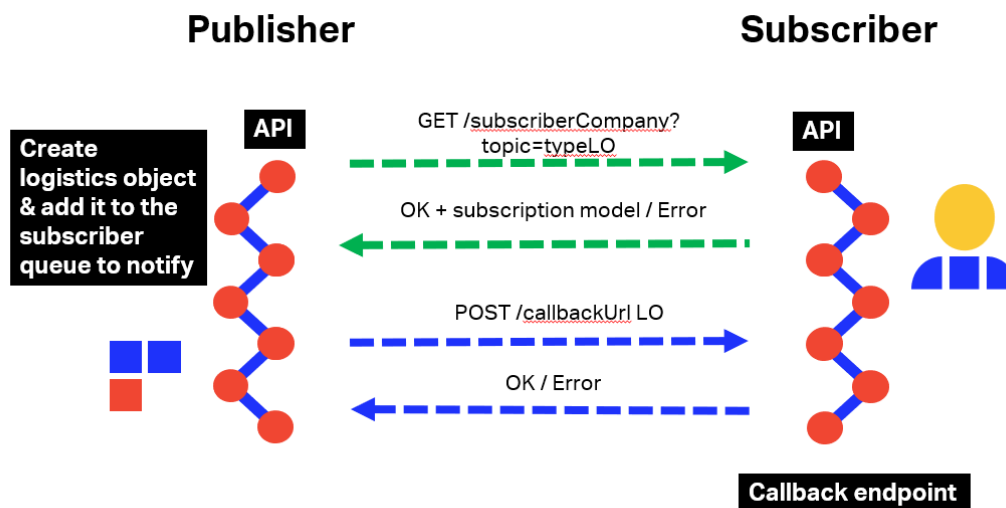 Publisher
Subscriber
API
API
Create
logistics object
& add it to the
subscriber
queue to notify
GET /subscriberCompany?
topic=typeLO
OK + subscription model / Error
POST /callbackUrl LO
OK / Error
Callback endpoint